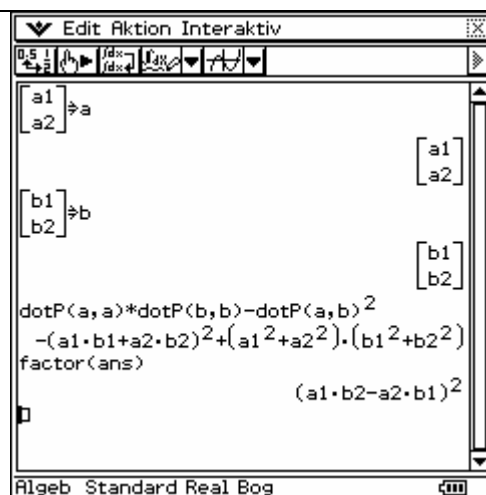 Edit Aktion Interaktiv
[a1
a2]⇒a
[a1
a2]
[b1
b2]⇒b
[b1
b2]
dotP(a,a)*dotP(b,b)-dotP(a,b)^2
-(a1·b1+a2·b2)^2+(a1^2+a2^2)·(b1^2+b2^2)
factor(ans)
(a1·b2-a2·b1)^2
Algeb Standard Real Bog